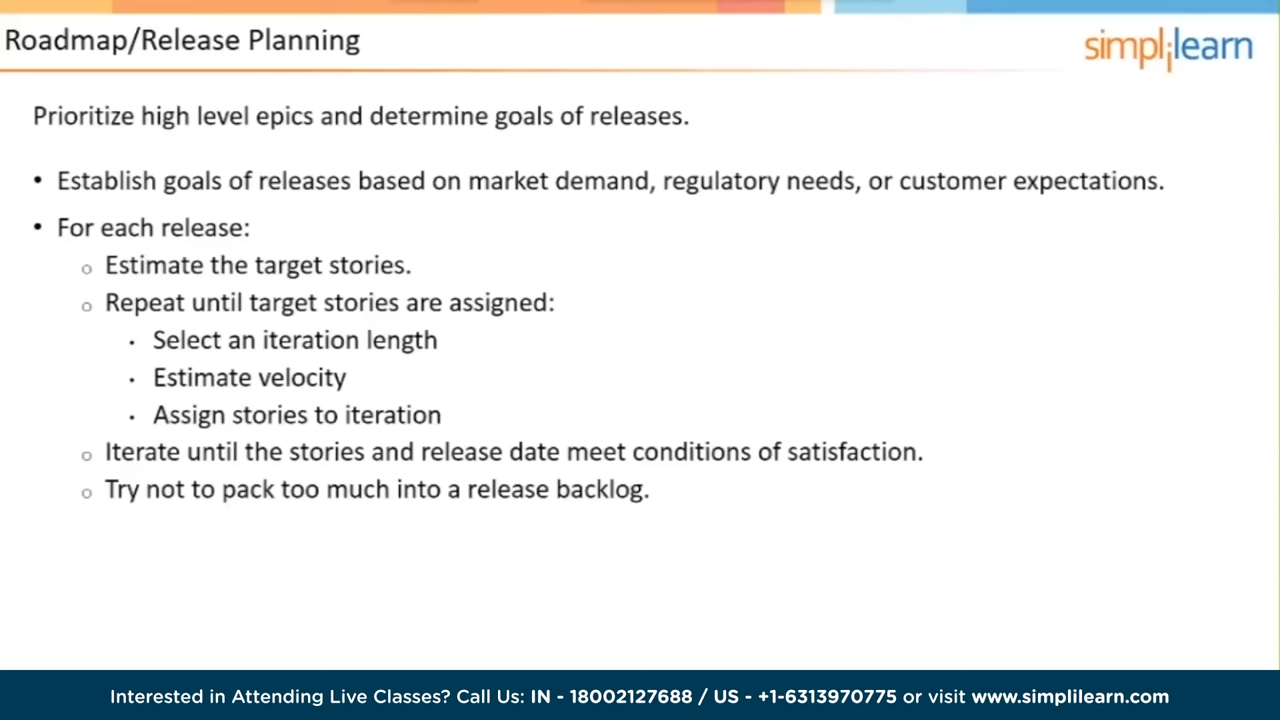 Roadmap/Release Planning
simplilearn
Prioritize high level epics and determine goals of releases.
• Establish goals of releases based on market demand, regulatory needs, or customer expectations.
• For each release:
o Estimate the target stories.
o Repeat until target stories are assigned:
• Select an iteration length
• Estimate velocity
• Assign stories to iteration
o Iterate until the stories and release date meet conditions of satisfaction.
o Try not to pack too much into a release backlog.
Interested in Attending Live Classes? Call Us: IN - 18002127688 / US - +1-6313970775 or visit www.simplilearn.com